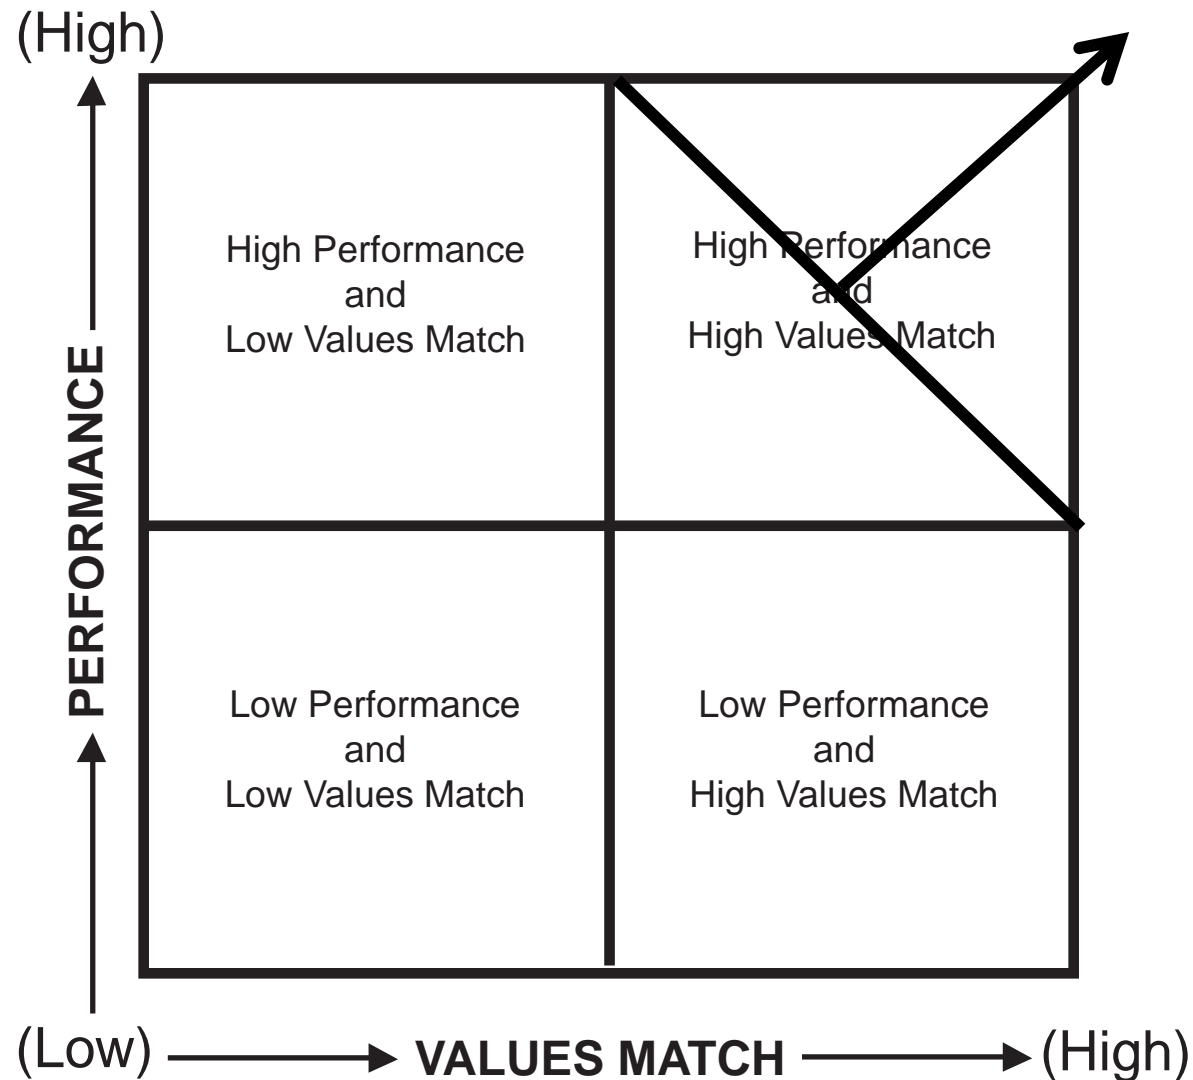 (High)
PERFORMANCE
High Performance
and
Low Values Match
High Performance
and
High Values Match
Low Performance
and
Low Values Match
Low Performance
and
High Values Match
(Low)
VALUES MATCH
(High)